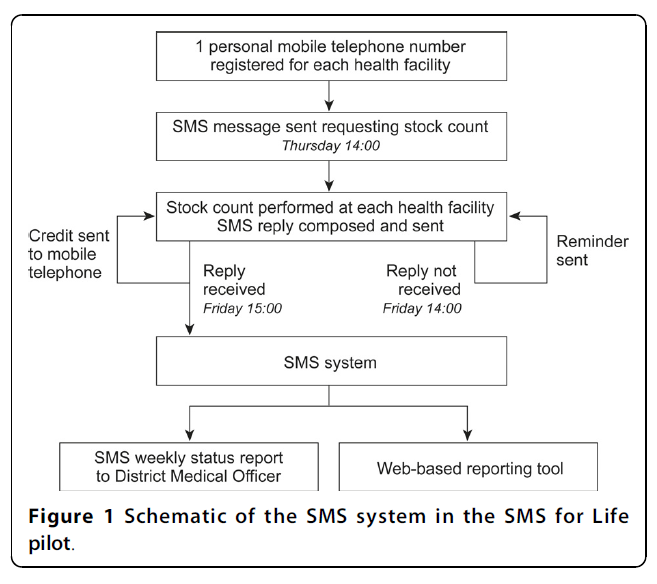 1 personal mobile telephone number
registered for each health facility
SMS message sent requesting stock count
Thursday 14:00
Stock count performed at each health facility
SMS reply composed and sent
Credit sent
to mobile
telephone
Reply
received
Friday 15:00
Reply not
received
Friday 14:00
Reminder
sent
SMS system
SMS weekly status report
to District Medical Officer
Web-based reporting tool
Figure 1 Schematic of the SMS system in the SMS for Life
pilot.